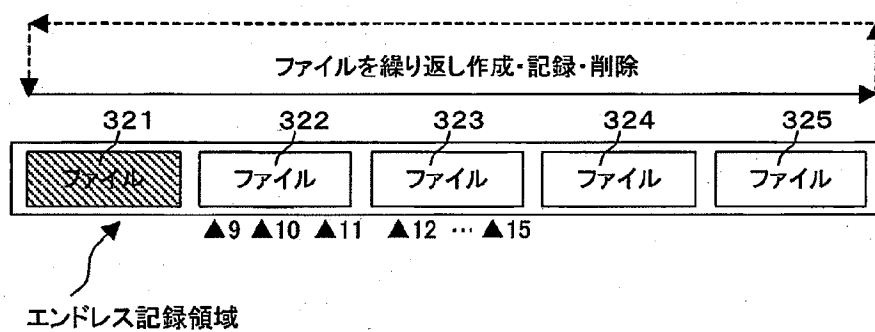 ファイルを繰り返し作成・記録・削除
321 322 323 324 325
ファイル ファイル ファイル ファイル ファイル
▲9 ▲10 ▲11 ▲12 … ▲15
エンドレス記録領域